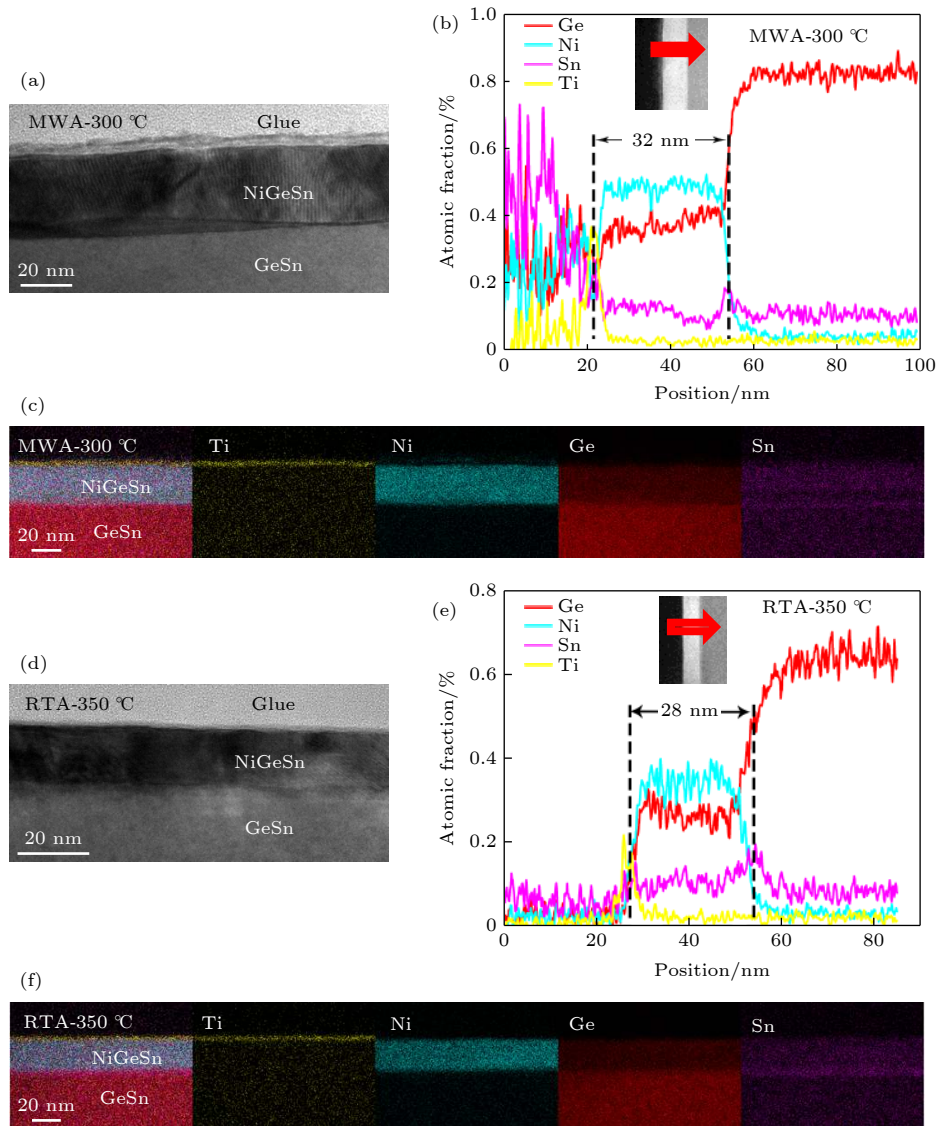 (a)
MWA-300 ℃
Glue
NiGeSn
GeSn
20 nm
(b)
Ge
Ni
Sn
Ti
MWA-300 ℃
32 nm
Atomic fraction/%
1.0
0.8
0.6
0.4
0.2
0
0 20 40 60 80 100
Position/nm
(c)
MWA-300 ℃ Ti Ni Ge Sn
NiGeSn
GeSn
20 nm
(d)
RTA-350 ℃
Glue
NiGeSn
GeSn
20 nm
(e)
Ge
Ni
Sn
Ti
RTA-350 ℃
28 nm
Atomic fraction/%
0.8
0.6
0.4
0.2
0
0 20 40 60 80
Position/nm
(f)
RTA-350 ℃ Ti Ni Ge Sn
NiGeSn
GeSn
20 nm